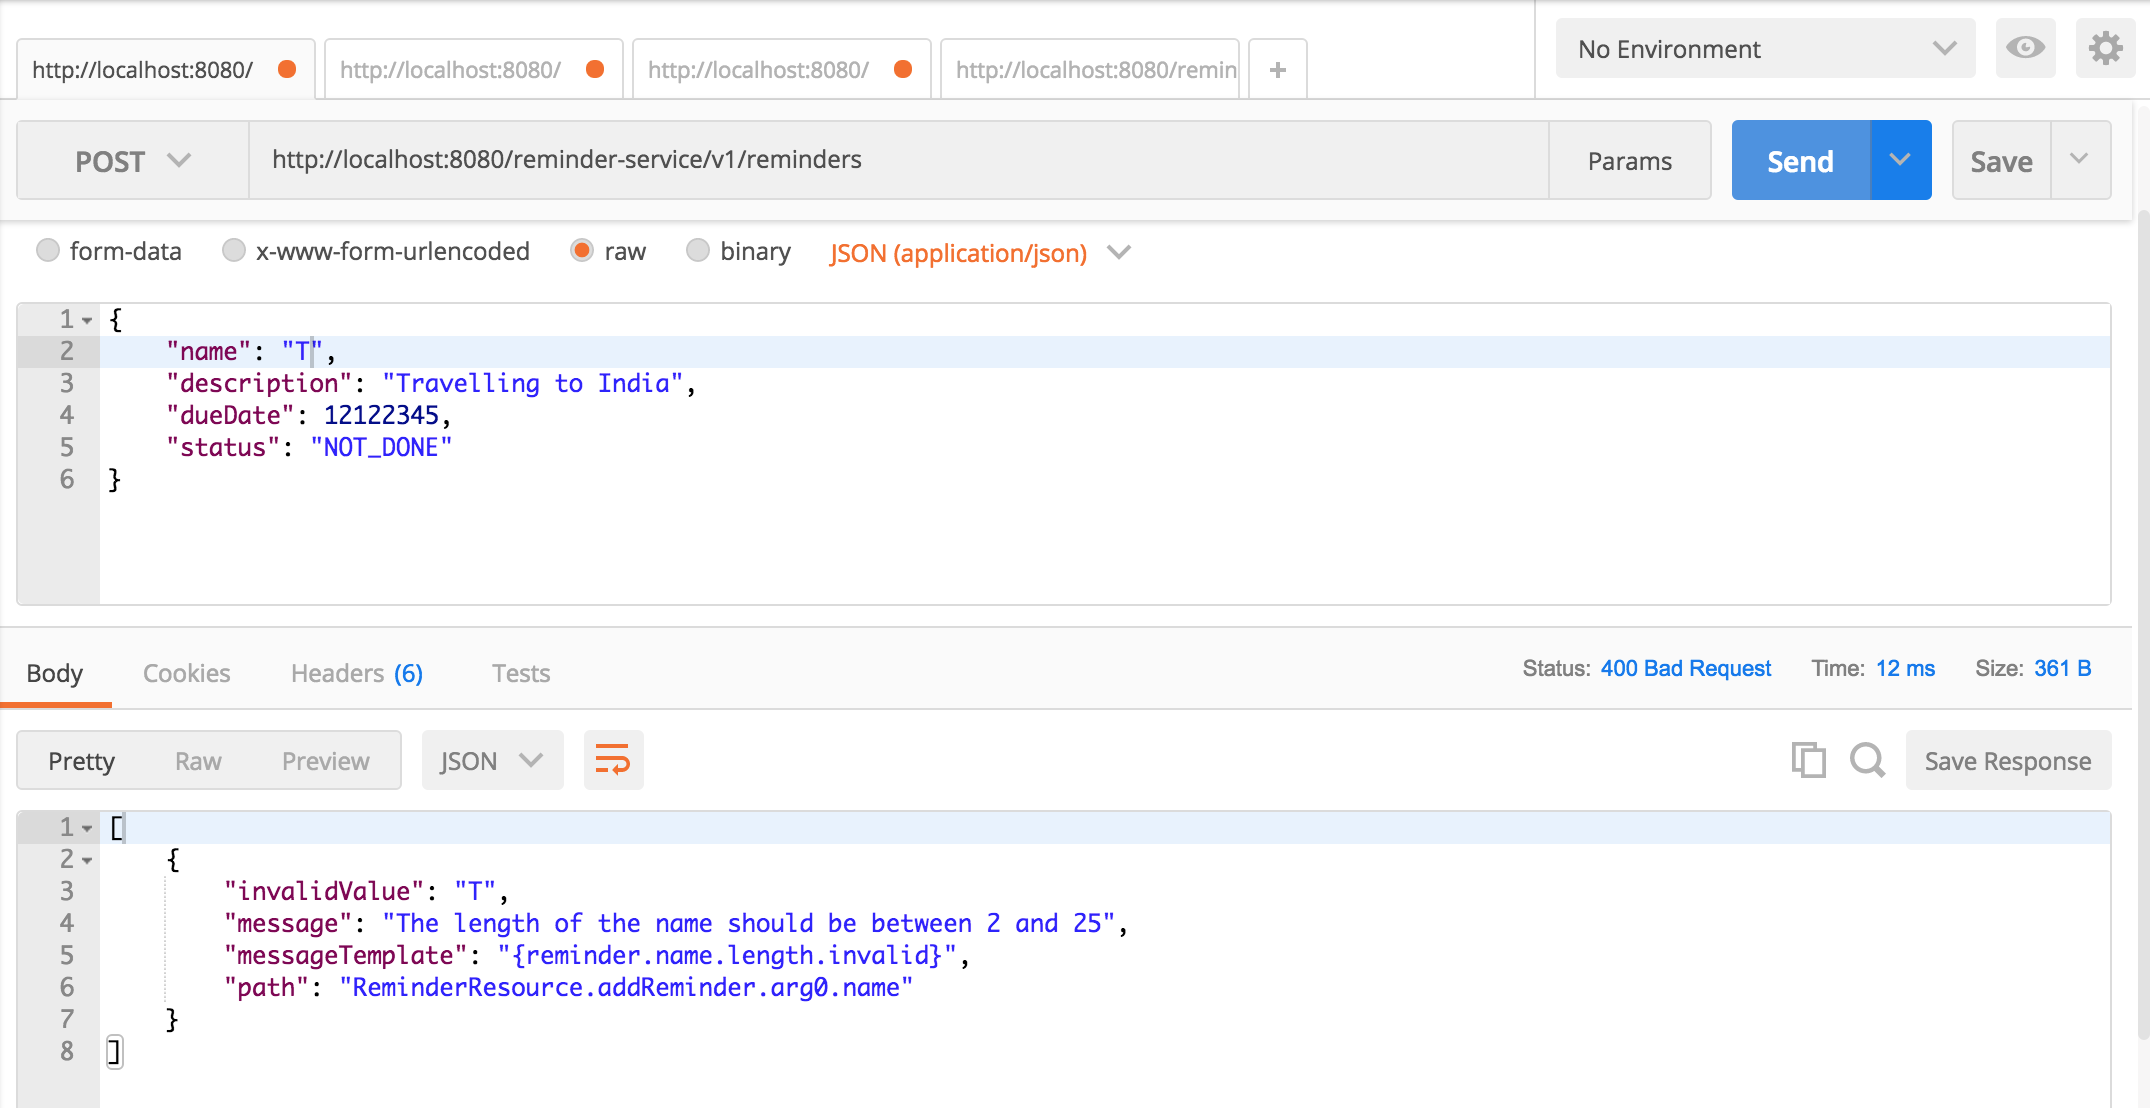 http://localhost:8080/ http://localhost:8080/ http://localhost:8080/ http://localhost:8080/remin + No Environment
POST http://localhost:8080/reminder-service/v1/reminders Params Send Save
form-data x-www-form-urlencoded raw binary JSON (application/json)
1 {
2 "name": "T",
3 "description": "Travelling to India",
4 "dueDate": 12122345,
5 "status": "NOT_DONE"
6 }
Body Cookies Headers (6) Tests Status: 400 Bad Request Time: 12 ms Size: 361 B
Pretty Raw Preview JSON Save Response
1 [
2 {
3 "invalidValue": "T",
4 "message": "The length of the name should be between 2 and 25",
5 "messageTemplate": "{reminder.name.length.invalid}",
6 "path": "ReminderResource.addReminder.arg0.name"
7 }
8 ]